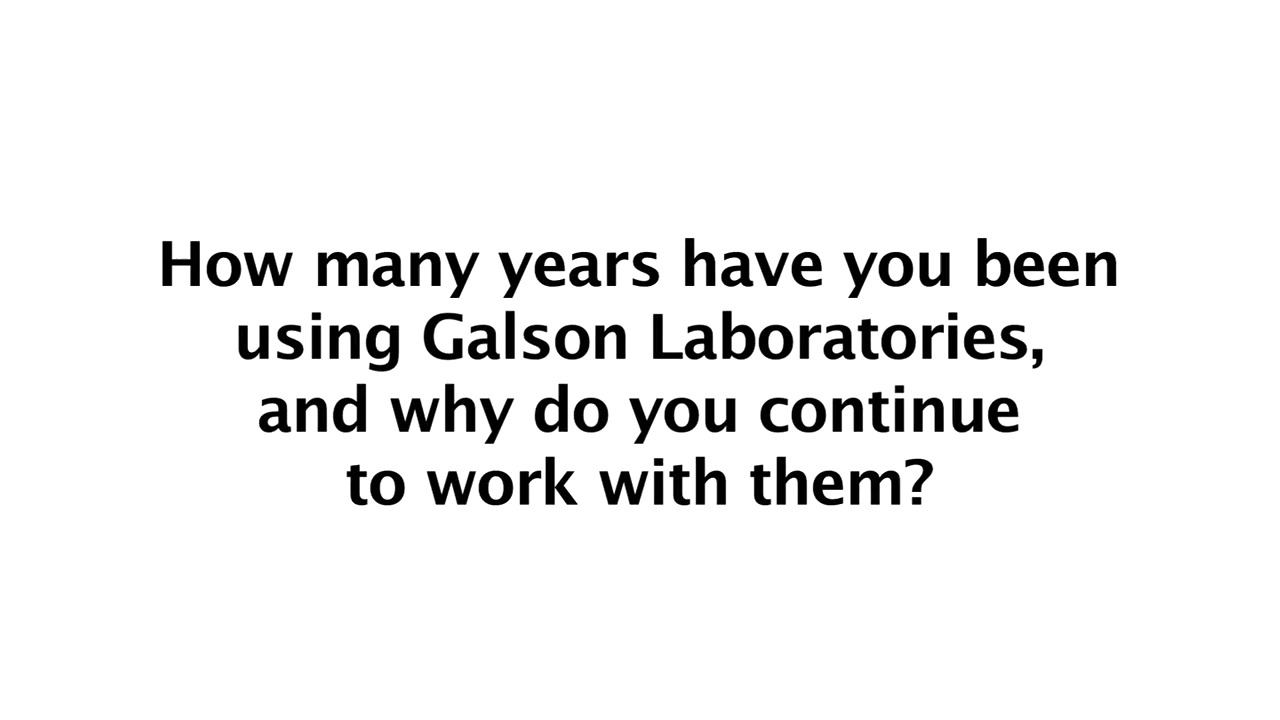 How many years have you been
using Galson Laboratories,
and why do you continue
to work with them?